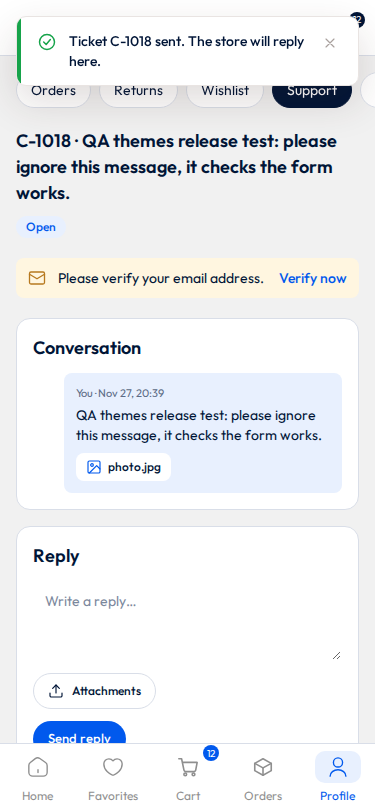 Ticket C-1018 sent. The store will reply
here.
Orders
Returns
Wishlist
Support
C-1018 · QA themes release test: please
ignore this message, it checks the form
works.
Open
Please verify your email address.
Verify now
Conversation
You · Nov 27, 20:39
QA themes release test: please ignore
this message, it checks the form works.
photo.jpg
Reply
Write a reply...
Attachments
Send reply
12
Home
Favorites
Cart
Orders
Profile